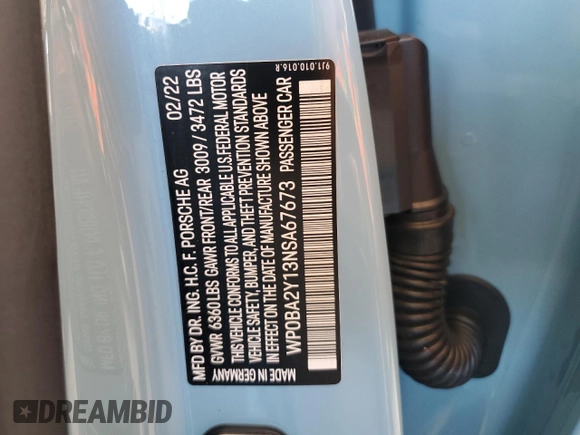 9J1.010.016.R
MFD BY DR. ING. H.C. F. PORSCHE AG 02/22
GVWR 6360 LBS GAWR FRONT/REAR 3009 / 3472 LBS
THIS VEHICLE CONFORMS TO ALL APPLICABLE U.S.FEDERAL MOTOR
VEHICLE SAFETY, BUMPER, AND THEFT PREVENTION STANDARDS
IN EFFECT ON THE DATE OF MANUFACTURE SHOWN ABOVE
WP0BA2Y13NSA67673 PASSENGER CAR
MADE IN GERMANY
DREAMBID